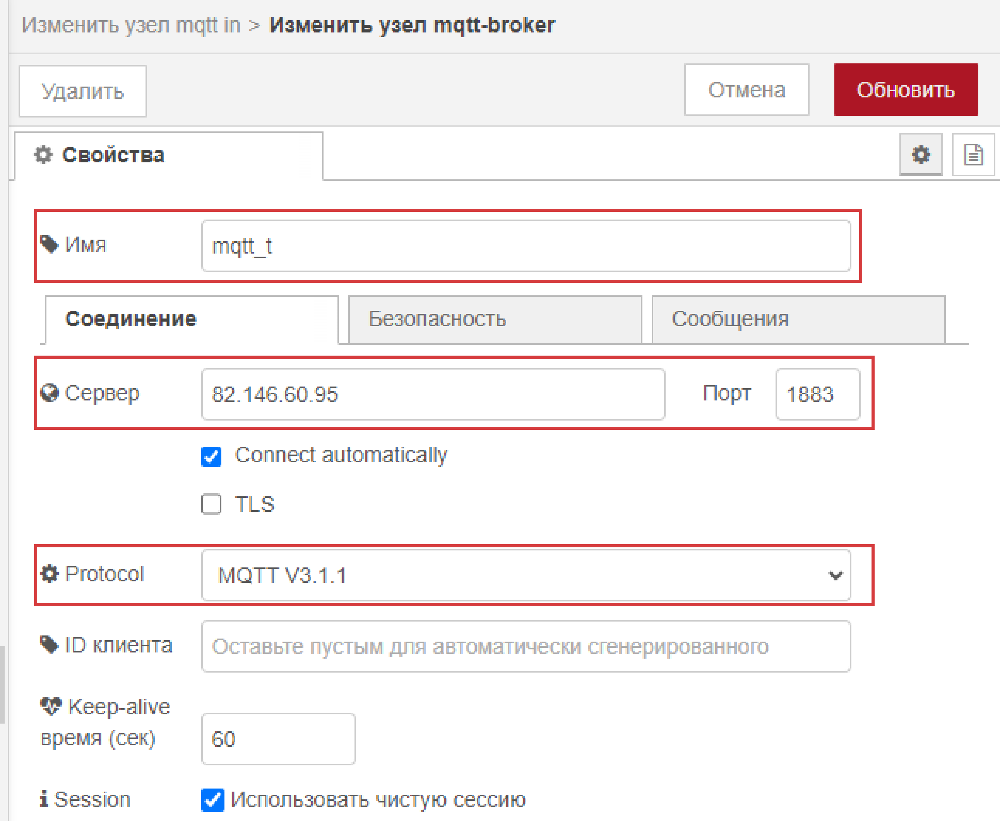 Изменить узел mqtt in > Изменить узел mqtt-broker
Удалить
Отмена
Обновить
Свойства
Имя
mqtt_t
Соединение
Безопасность
Сообщения
Сервер
82.146.60.95
Порт
1883
Connect automatically
TLS
Protocol
MQTT V3.1.1
ID клиента
Оставьте пустым для автоматически сгенерированного
Keep-alive
время (сек)
60
Session
Использовать чистую сессию